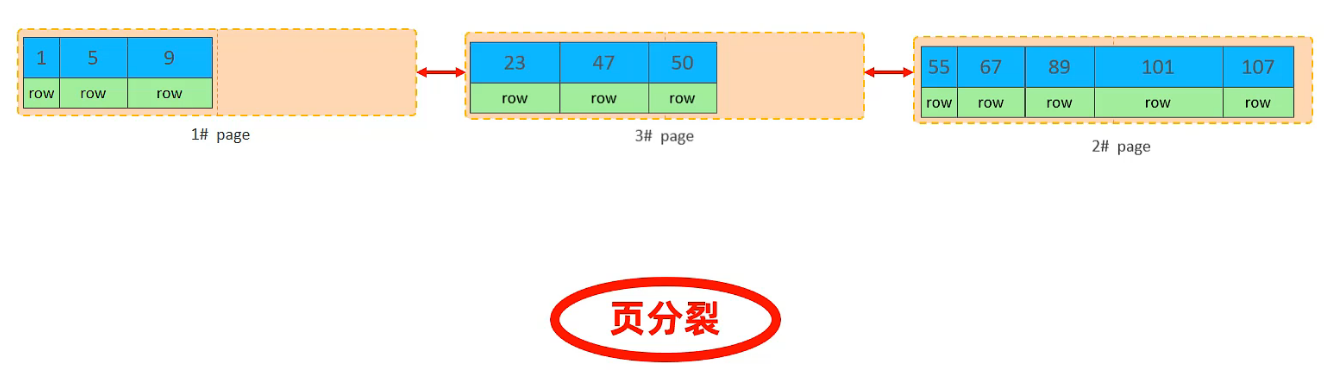 1 5 9
row row row
1# page
23 47 50
row row row
3# page
55 67 89 101 107
row row row row row
2# page
页分裂